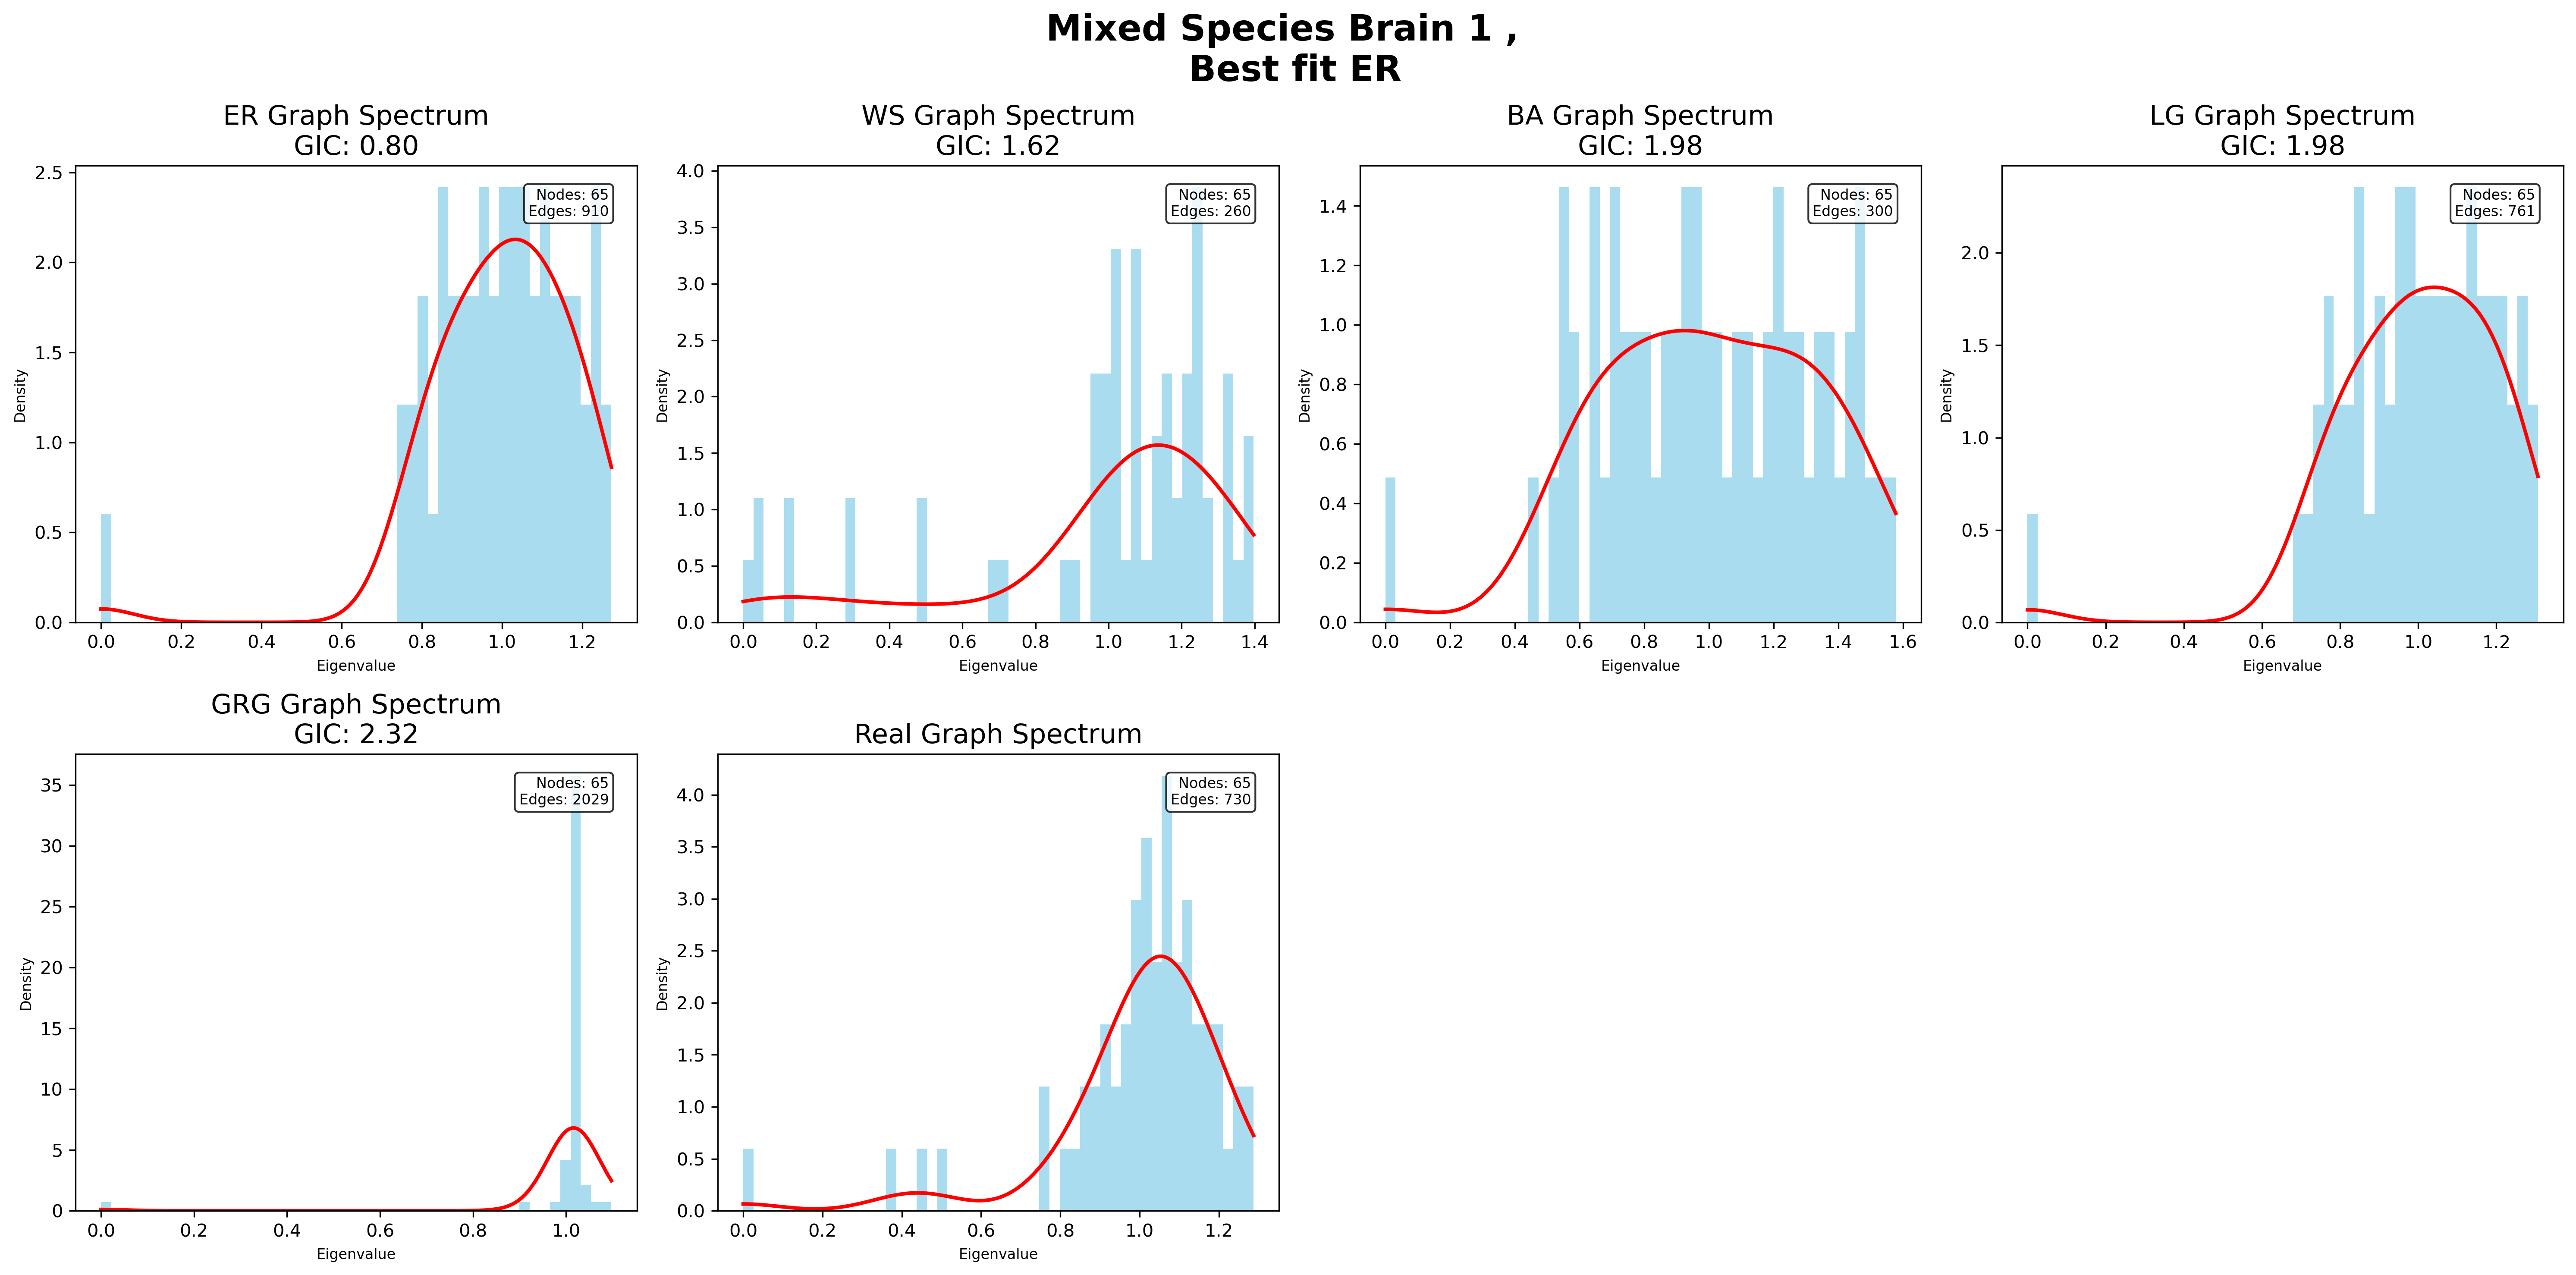 Mixed Species Brain 1 ,
Best fit ER
ER Graph Spectrum
GIC: 0.80
Nodes: 65
Edges: 910
Density
2.5
2.0
1.5
1.0
0.5
0.0
0.0 0.2 0.4 0.6 0.8 1.0 1.2
Eigenvalue
WS Graph Spectrum
GIC: 1.62
Nodes: 65
Edges: 260
Density
4.0
3.5
3.0
2.5
2.0
1.5
1.0
0.5
0.0
0.0 0.2 0.4 0.6 0.8 1.0 1.2 1.4
Eigenvalue
BA Graph Spectrum
GIC: 1.98
Nodes: 65
Edges: 300
Density
1.4
1.2
1.0
0.8
0.6
0.4
0.2
0.0
0.0 0.2 0.4 0.6 0.8 1.0 1.2 1.4 1.6
Eigenvalue
LG Graph Spectrum
GIC: 1.98
Nodes: 65
Edges: 761
Density
2.0
1.5
1.0
0.5
0.0
0.0 0.2 0.4 0.6 0.8 1.0 1.2
Eigenvalue
GRG Graph Spectrum
GIC: 2.32
Nodes: 65
Edges: 2029
Density
35
30
25
20
15
10
5
0
0.0 0.2 0.4 0.6 0.8 1.0
Eigenvalue
Real Graph Spectrum
Nodes: 65
Edges: 730
Density
4.0
3.5
3.0
2.5
2.0
1.5
1.0
0.5
0.0
0.0 0.2 0.4 0.6 0.8 1.0 1.2
Eigenvalue